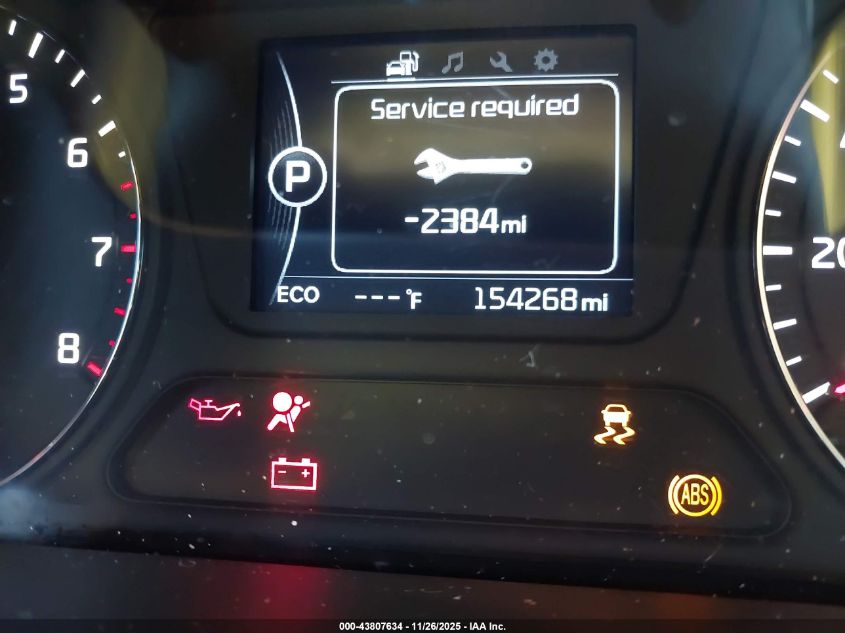 5
6
7
8
Service required
P
-2384mi
ECO ---°F 154268mi
20
- +
ABS
000-43807634 - 11/26/2025 - IAA Inc.